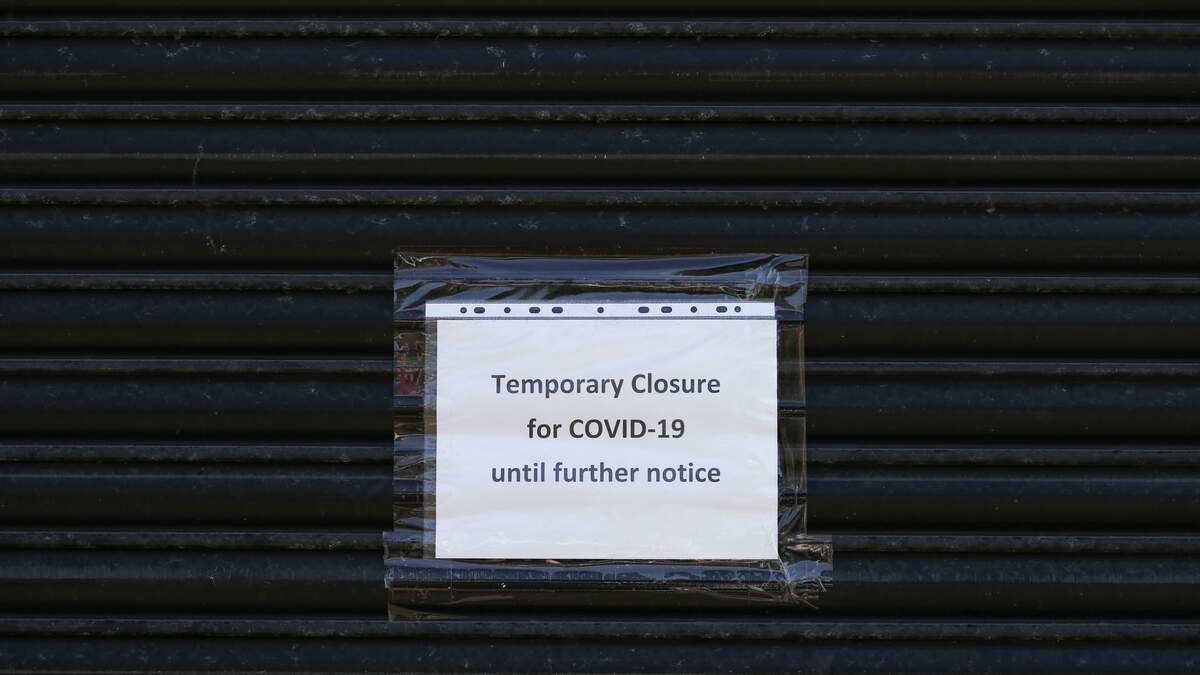 Temporary Closure
for COVID-19
until further notice